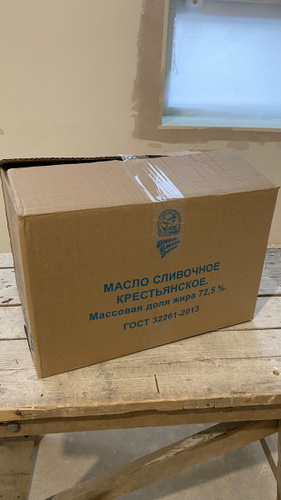 МАСЛО СЛИВОЧНОЕ
КРЕСТЬЯНСКОЕ.
Массовая доля жира 72,5 %.
ГОСТ 32261-2013